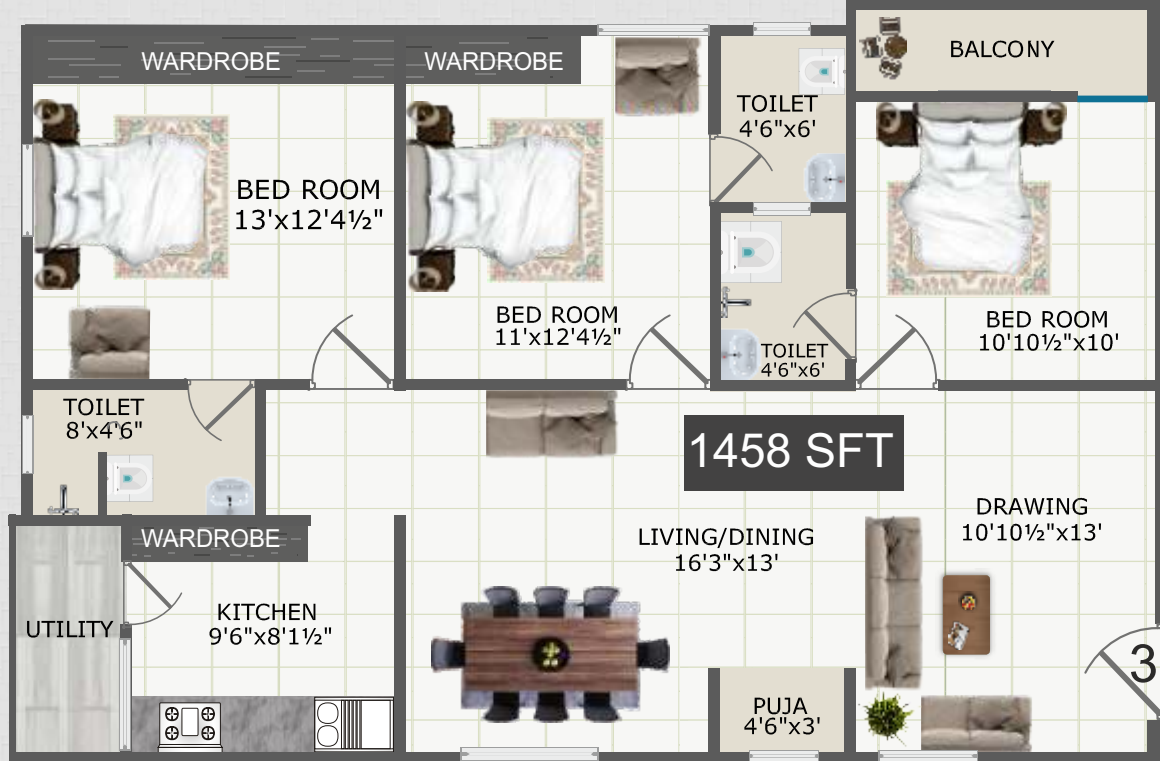 WARDROBE
WARDROBE
BALCONY
TOILET
4'6"x6'
BED ROOM
13'x12'4½"
BED ROOM
11'x12'4½"
BED ROOM
10'10½"x10'
TOILET
4'6"x6'
TOILET
8'x4'6"
1458 SFT
DRAWING
10'10½"x13'
LIVING/DINING
16'3"x13'
WARDROBE
KITCHEN
9'6"x8'1½"
UTILITY
3
PUJA
4'6"x3'